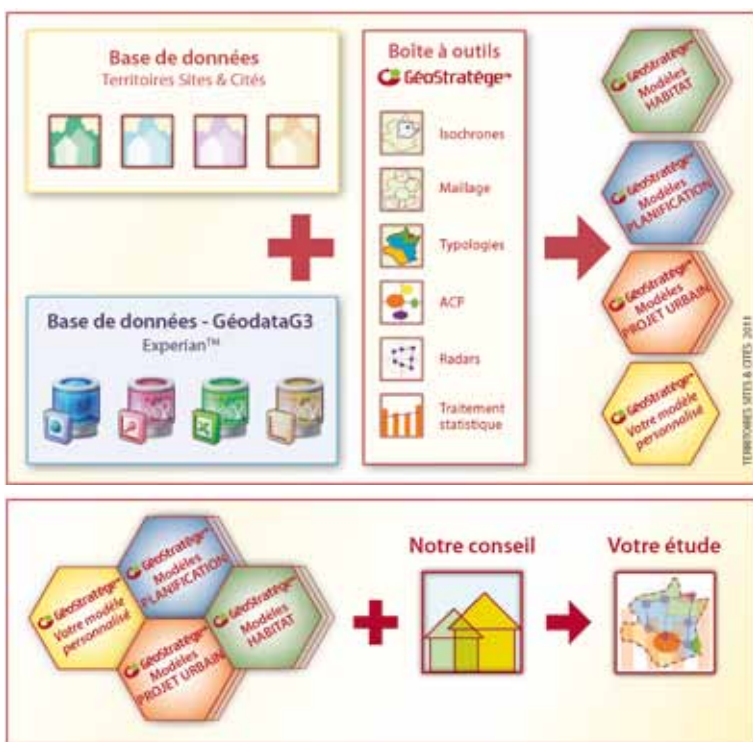 Base de données
Territoires Sites & Cités
Base de données - GéodataG3
Experian™
Boîte à outils
GéoStratège™
Isochrones
Maillage
Typologies
ACP
Radars
Traitement
statistique
GéoStratège™
Modèles
HABITAT
GéoStratège™
Modèles
PLANIFICATION
GéoStratège™
Modèles
PROJET URBAIN
GéoStratège™
Votre modèle
personnalisé
TERRITOIRES SITES & CITÉS 2011
GéoStratège™
Votre modèle
personnalisé
GéoStratège™
Modèles
PLANIFICATION
GéoStratège™
Modèles
PROJET URBAIN
GéoStratège™
Modèles
HABITAT
Notre conseil
Votre étude